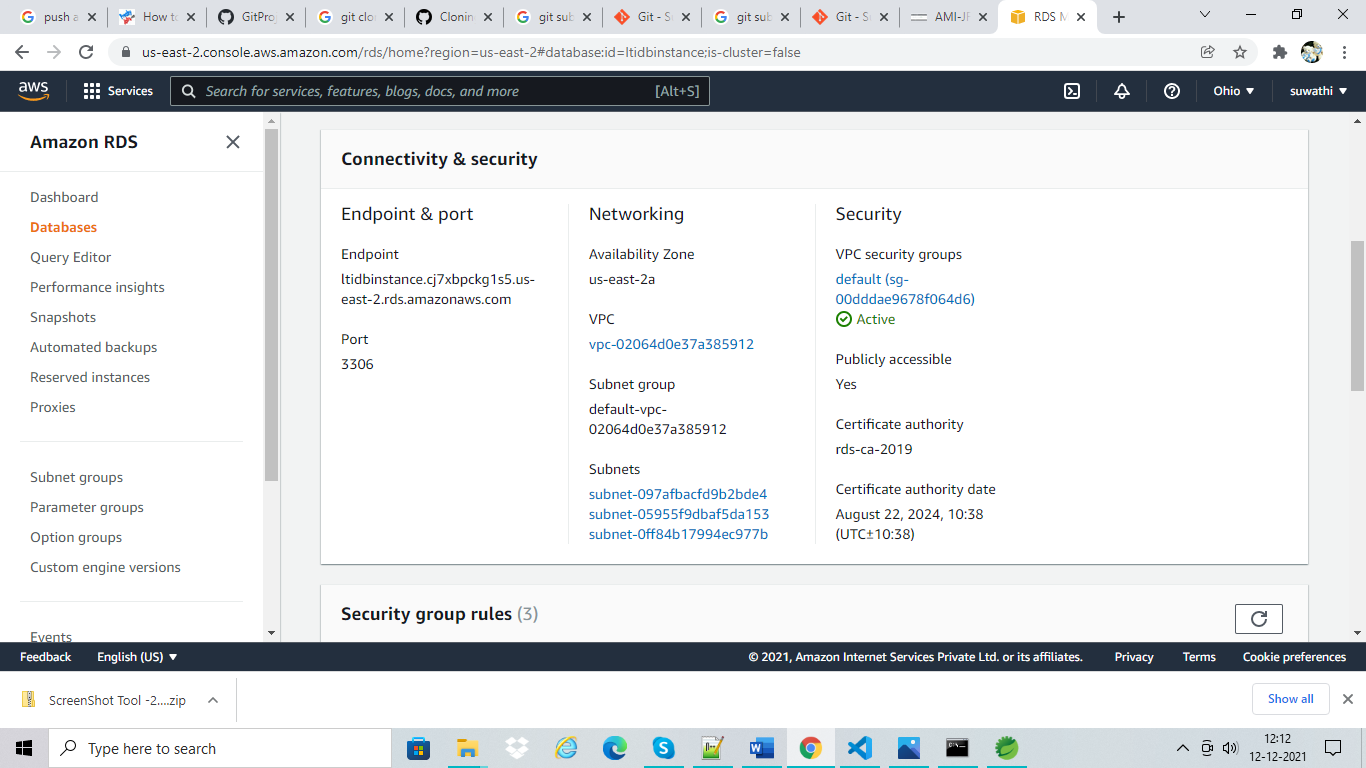 push a
How to
GitProj
git clon
Clonin
git sub
Git - Su
git sub
Git - Su
AMI-JF
RDS M
us-east-2.console.aws.amazon.com/rds/home?region=us-east-2#database:id=ltidbinstance;is-cluster=false
aws
Services
Search for services, features, blogs, docs, and more
[Alt+S]
Ohio
suwathi
Amazon RDS
Dashboard
Databases
Query Editor
Performance insights
Snapshots
Automated backups
Reserved instances
Proxies
Subnet groups
Parameter groups
Option groups
Custom engine versions
Events
Connectivity & security
Endpoint & port
Endpoint
ltidbinstance.cj7xbpckg1s5.us-
east-2.rds.amazonaws.com
Port
3306
Networking
Availability Zone
us-east-2a
VPC
vpc-02064d0e37a385912
Subnet group
default-vpc-
02064d0e37a385912
Subnets
subnet-097afbacfd9b2bde4
subnet-05955f9dbaf5da153
subnet-0ff84b17994ec977b
Security
VPC security groups
default (sg-
00dddae9678f064d6)
Active
Publicly accessible
Yes
Certificate authority
rds-ca-2019
Certificate authority date
August 22, 2024, 10:38
(UTC±10:38)
Security group rules (3)
Feedback
English (US)
© 2021, Amazon Internet Services Private Ltd. or its affiliates.
Privacy
Terms
Cookie preferences
ScreenShot Tool -2....zip
Show all
Type here to search
12:12
12-12-2021